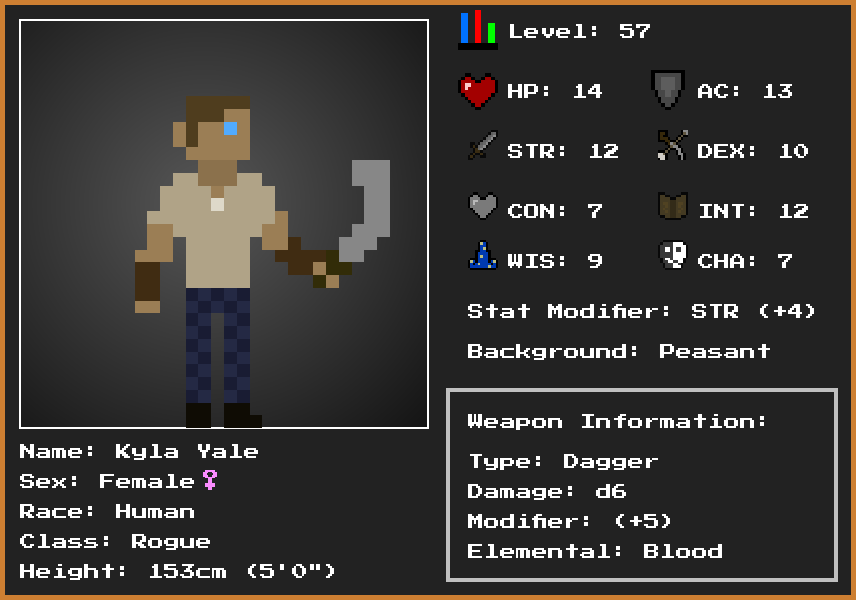 Level: 57
HP: 14 AC: 13
STR: 12 DEX: 10
CON: 7 INT: 12
WIS: 9 CHA: 7
Stat Modifier: STR (+4)
Background: Peasant
Weapon Information:
Type: Dagger
Damage: d6
Modifier: (+5)
Elemental: Blood
Name: Kyla Yale
Sex: Female♀
Race: Human
Class: Rogue
Height: 153cm (5'0")